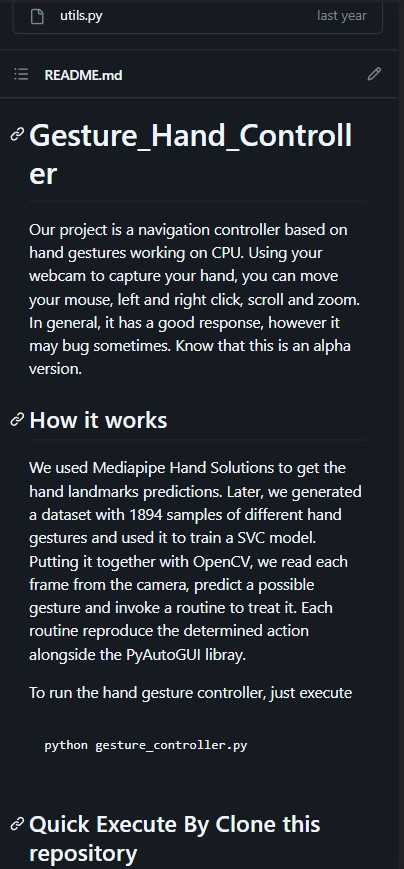 utils.py last year
README.md
Gesture_Hand_Controll
er
Our project is a navigation controller based on
hand gestures working on CPU. Using your
webcam to capture your hand, you can move
your mouse, left and right click, scroll and zoom.
In general, it has a good response, however it
may bug sometimes. Know that this is an alpha
version.
How it works
We used Mediapipe Hand Solutions to get the
hand landmarks predictions. Later, we generated
a dataset with 1894 samples of different hand
gestures and used it to train a SVC model.
Putting it together with OpenCV, we read each
frame from the camera, predict a possible
gesture and invoke a routine to treat it. Each
routine reproduce the determined action
alongside the PyAutoGUI libray.
To run the hand gesture controller, just execute
python gesture_controller.py
Quick Execute By Clone this
repository